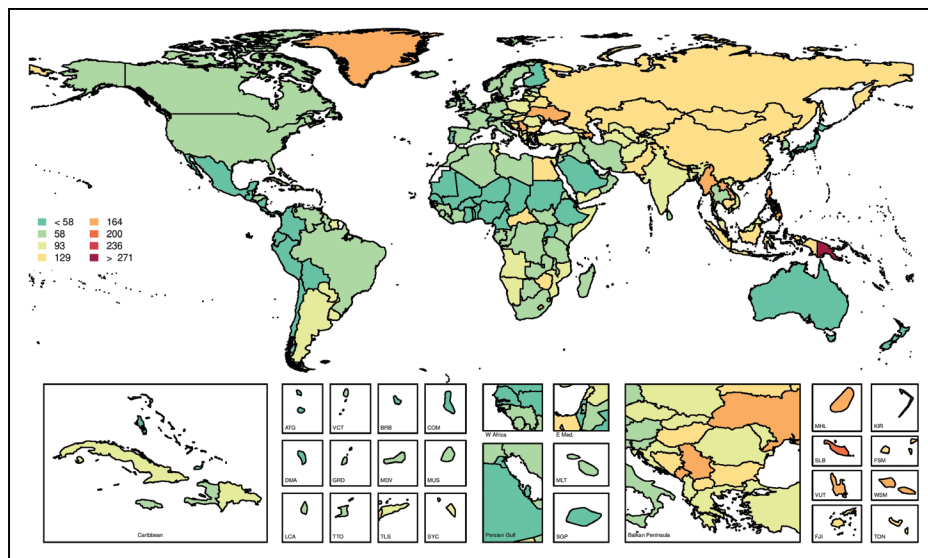 < 58
58
93
129
164
200
236
> 271
Caribbean
ATG
VCT
BRB
COM
DMA
GRD
MDV
MUS
LCA
TTO
TLS
SYC
W Africa
E Med.
Persian Gulf
MLT
SGP
Balkan Peninsula
MHL
KIR
SLB
FSM
VUT
WSM
FJI
TON